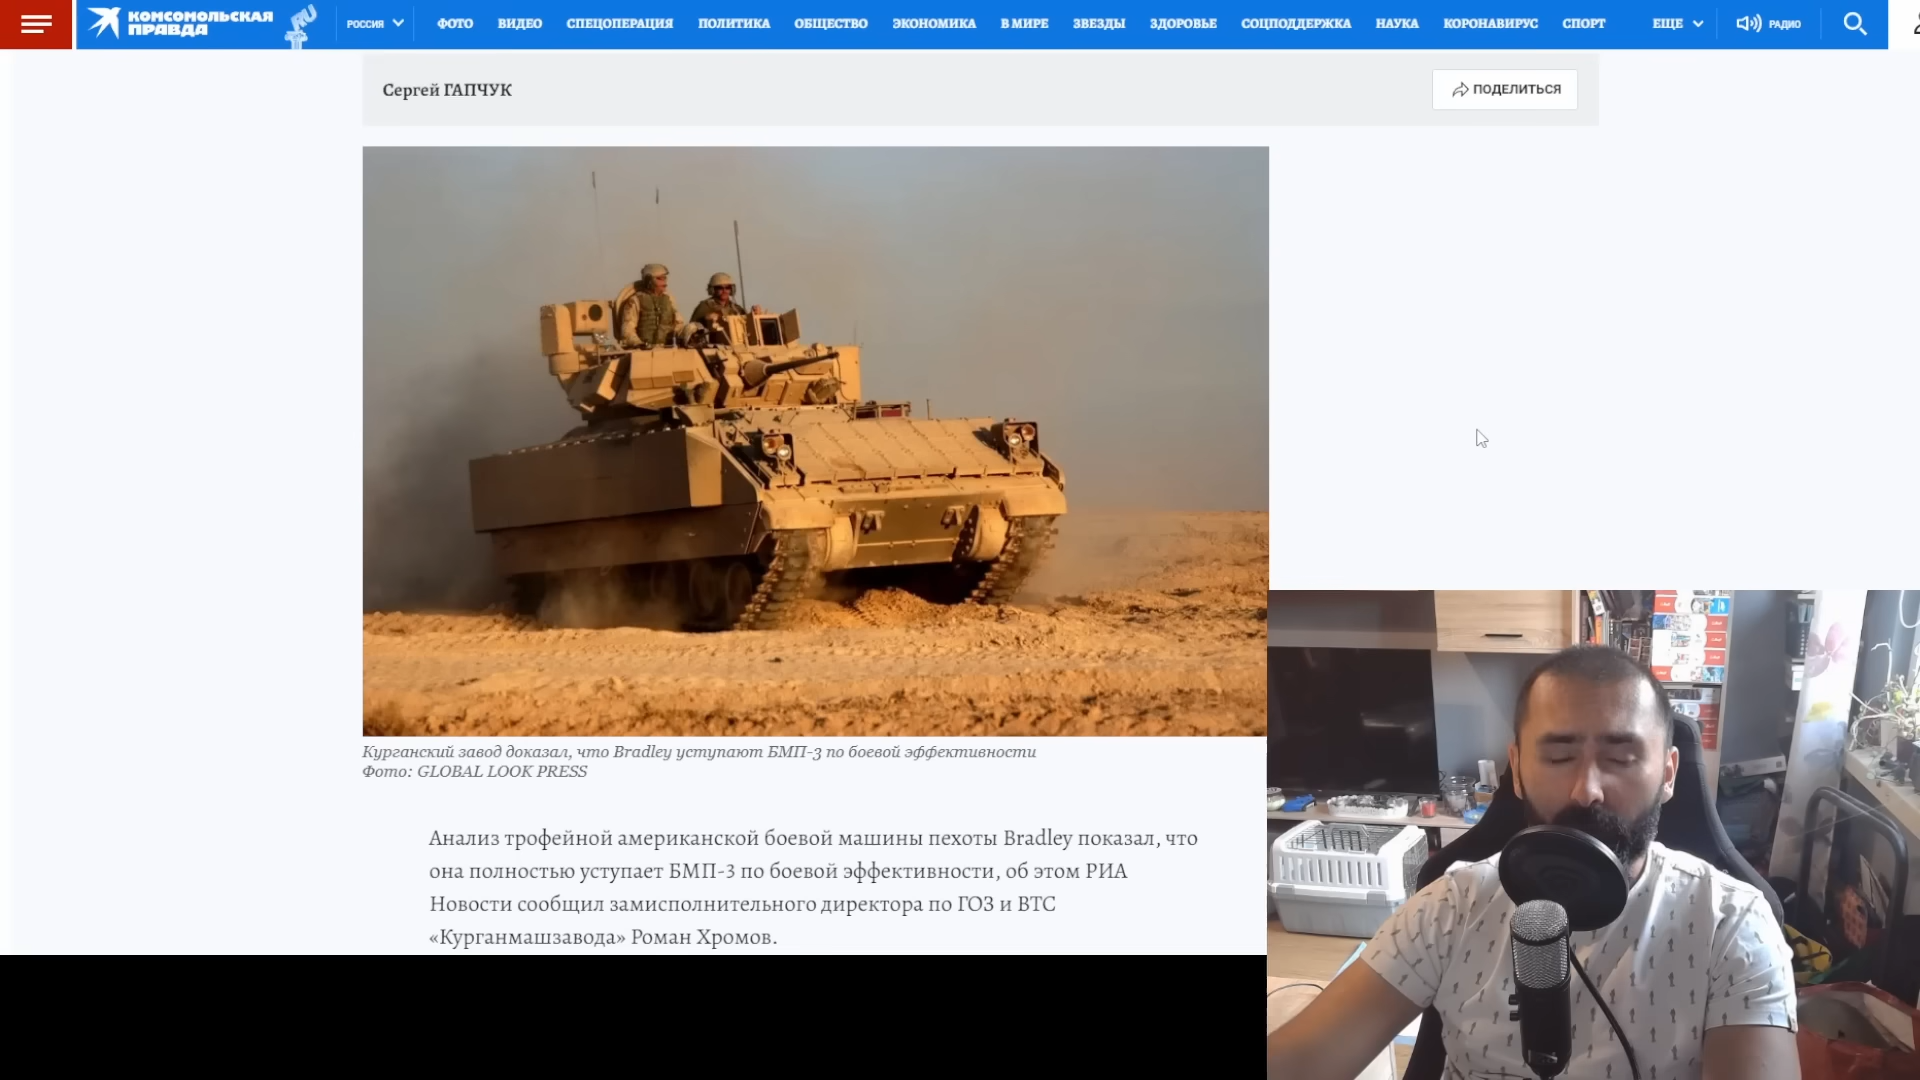 КОМСОМОЛЬСКАЯ
ПРАВДА
.RU
РОССИЯ
ФОТО
ВИДЕО
СПЕЦОПЕРАЦИЯ
ПОЛИТИКА
ОБЩЕСТВО
ЭКОНОМИКА
В МИРЕ
ЗВЕЗДЫ
ЗДОРОВЬЕ
СОЦПОДДЕРЖКА
НАУКА
КОРОНАВИРУС
СПОРТ
ЕЩЕ
РАДИО
Сергей ГАПЧУК
ПОДЕЛИТЬСЯ
Курганский завод доказал, что Bradley уступают БМП-3 по боевой эффективности
Фото: GLOBAL LOOK PRESS
Анализ трофейной американской боевой машины пехоты Bradley показал, что
она полностью уступает БМП-3 по боевой эффективности, об этом РИА
Новости сообщил замисполнительного директора по ГОЗ и ВТС
«Курганмашзавода» Роман Хромов.